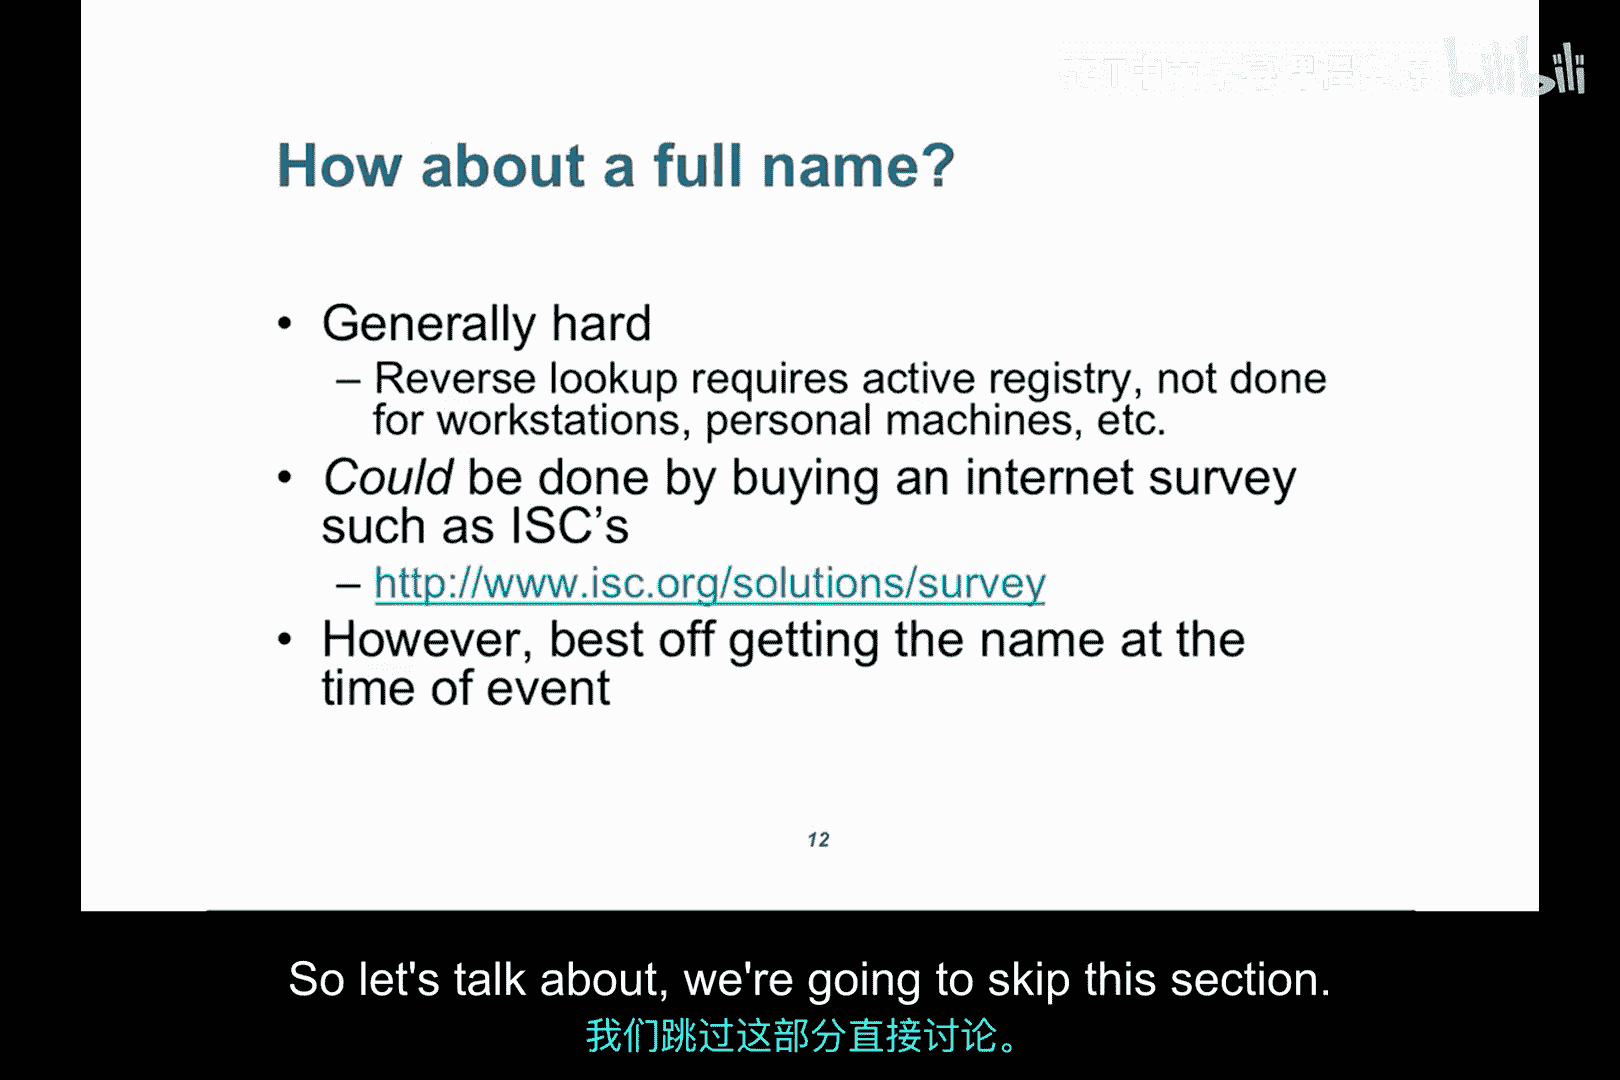 bilibili
How about a full name?
• Generally hard
– Reverse lookup requires active registry, not done
for workstations, personal machines, etc.
• Could be done by buying an internet survey
such as ISC's
– http://www.isc.org/solutions/survey
• However, best off getting the name at the
time of event
12
So let's talk about, we're going to skip this section.
我们跳过这部分直接讨论。